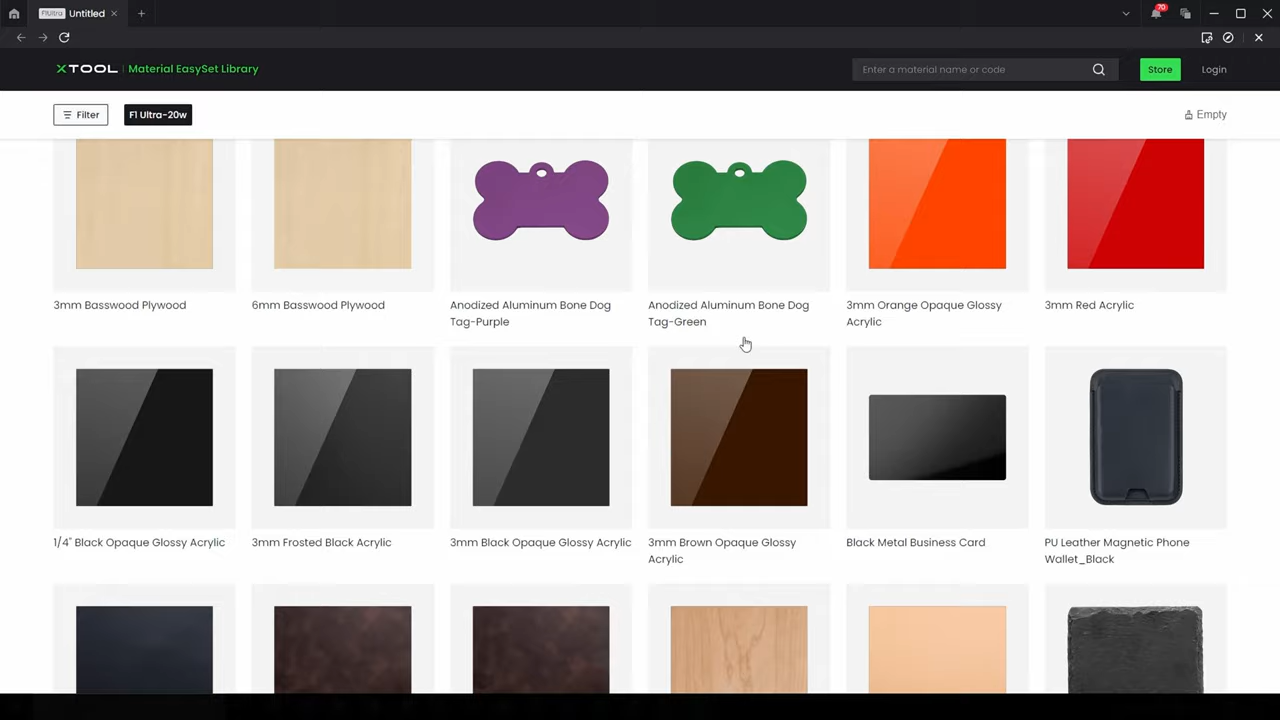 F1Ultra Untitled
70
XTOOL | Material EasySet Library
Enter a material name or code
Store
Login
Filter
F1 Ultra-20w
Empty
3mm Basswood Plywood
6mm Basswood Plywood
Anodized Aluminum Bone Dog
Tag-Purple
Anodized Aluminum Bone Dog
Tag-Green
3mm Orange Opaque Glossy
Acrylic
3mm Red Acrylic
1/4" Black Opaque Glossy Acrylic
3mm Frosted Black Acrylic
3mm Black Opaque Glossy Acrylic
3mm Brown Opaque Glossy
Acrylic
Black Metal Business Card
PU Leather Magnetic Phone
Wallet_Black